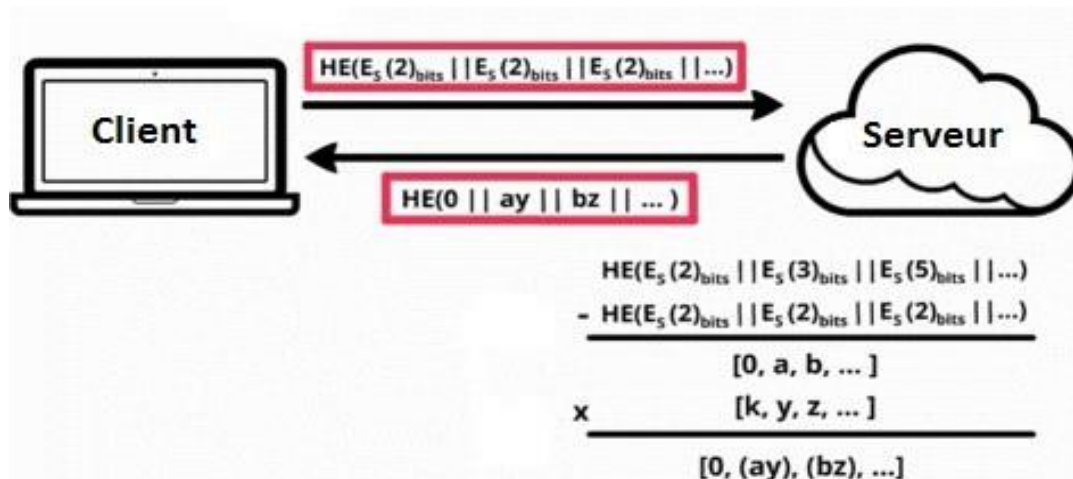 HE(E_S(2)_bits ||E_S(2)_bits ||E_S(2)_bits ||...)
Client
Serveur
HE(0 || ay || bz || ... )
HE(E_S(2)_bits ||E_S(3)_bits ||E_S(5)_bits ||...)
- HE(E_S(2)_bits ||E_S(2)_bits ||E_S(2)_bits ||...)
[0, a, b, ... ]
x [k, y, z, ... ]
[0, (ay), (bz), ...]